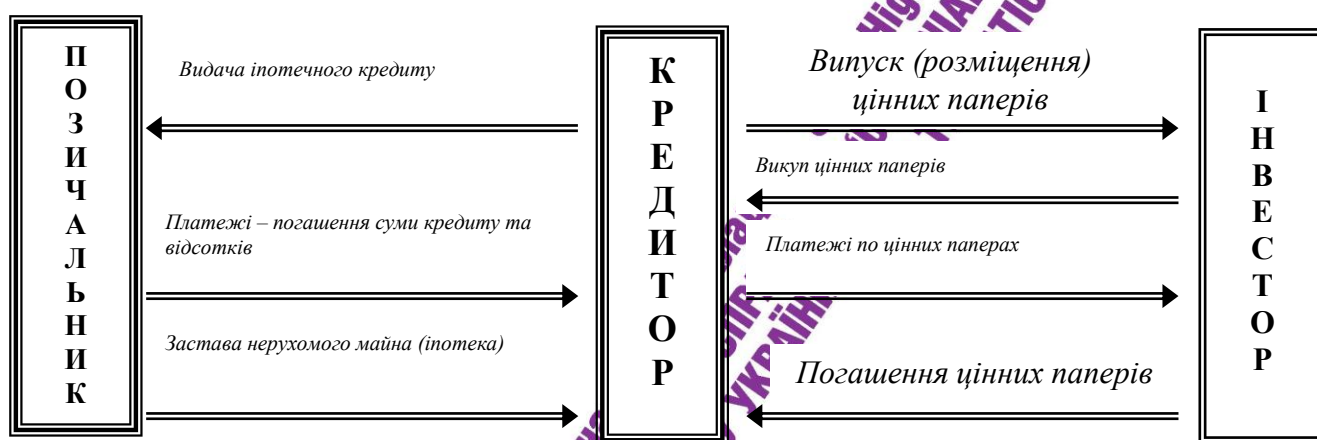 ПОЗИЧАЛЬНИК
Видача іпотечного кредиту
Платежі – погашення суми кредиту та
відсотків
Застава нерухомого майна (іпотека)
КРЕДИТОР
Випуск (розміщення)
цінних паперів
Викуп цінних паперів
Платежі по цінних паперах
Погашення цінних паперів
ІНВЕСТОР